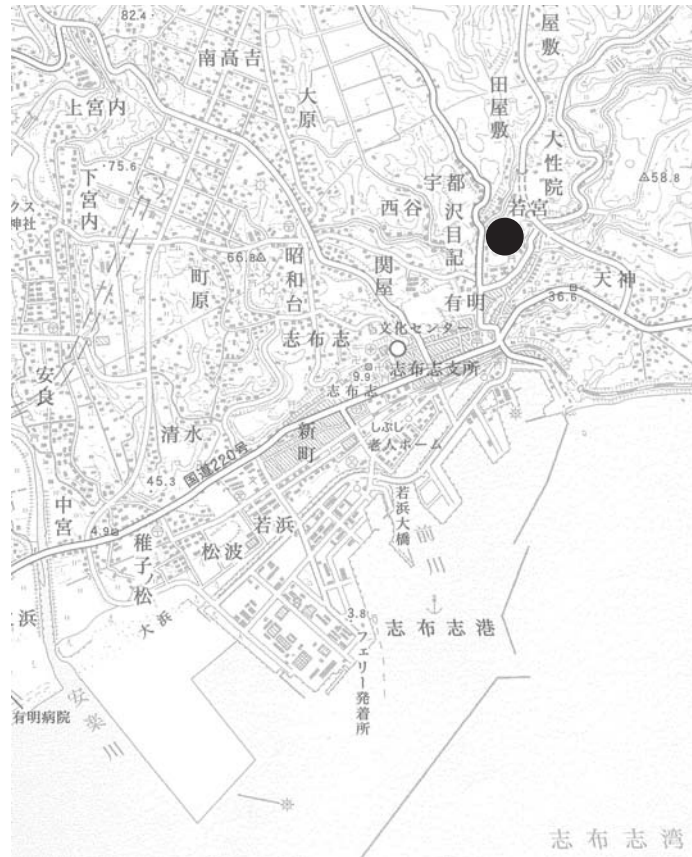 82.4
南高吉
大原
屋敷
田屋敷
大性院
上宮内
75.6
下宮内
クス
神社
58.8
宇都
西谷
沢目記
若宮
66.8
昭和台
町原
関屋
有明
天神
36.6
志布志
文化センター
9.9
志布志
志布志支所
安良
清水
新町
しぶし
老人ホーム
国道220号
45.3
中宮
4.9
稚子ノ松
松波
若浜
若浜大橋
前川
大浜
浜
3.8
フェリー発着所
志布志港
有明病院
安楽川
志布志湾